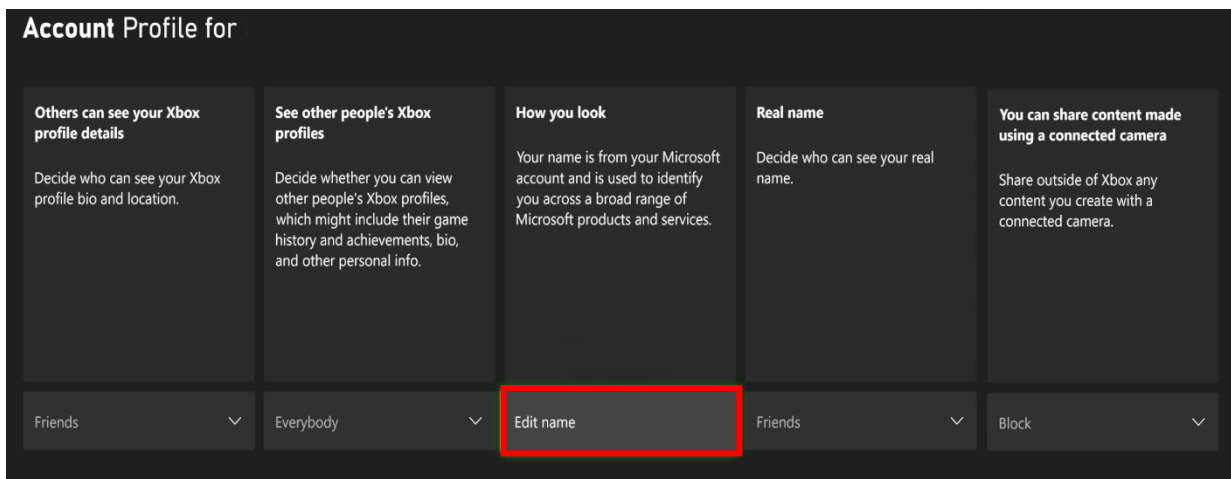 Account Profile for
Others can see your Xbox
profile details
Decide who can see your Xbox
profile bio and location.
Friends
See other people's Xbox
profiles
Decide whether you can view
other people's Xbox profiles,
which might include their game
history and achievements, bio,
and other personal info.
Everybody
How you look
Your name is from your Microsoft
account and is used to identify
you across a broad range of
Microsoft products and services.
Edit name
Real name
Decide who can see your real
name.
Friends
You can share content made
using a connected camera
Share outside of Xbox any
content you create with a
connected camera.
Block